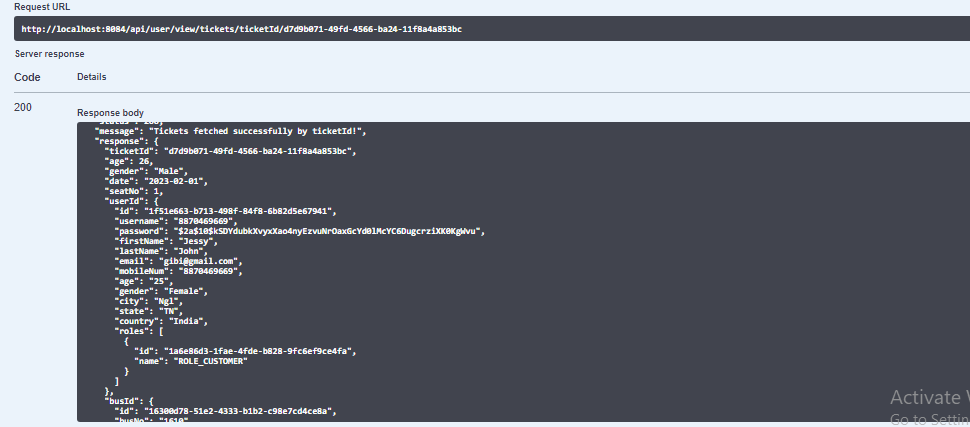 Request URL
http://localhost:8084/api/user/view/tickets/ticketId/d7d9b071-49fd-4566-ba24-11f8a4a853bc
Server response
Code Details
200
Response body
"message": "Tickets fetched successfully by ticketId!",
"response": {
"ticketId": "d7d9b071-49fd-4566-ba24-11f8a4a853bc",
"age": 26,
"gender": "Male",
"date": "2023-02-01",
"seatNo": 1,
"userId": {
"id": "1f51e663-b713-498f-84f8-6b82d5e67941",
"username": "8870469669",
"password": "$2a$10$kSDYdubkXvyxXao4nyEzvuNrOaxGcYd0lMcYC6DugcrziXK0KgWvu",
"firstName": "Jessy",
"lastName": "John",
"email": "gibi@gmail.com",
"mobileNum": "8870469669",
"age": "25",
"gender": "Female",
"city": "Ngl",
"state": "TN",
"country": "India",
"roles": [
{
"id": "1a6e86d3-1fae-4fde-b828-9fc6ef9ce4fa",
"name": "ROLE_CUSTOMER"
}
]
},
"busId": {
"id": "16300d78-51e2-4333-b1b2-c98e7cd4ce8a",
"busNo": "1610"
Activate
Go to Settin